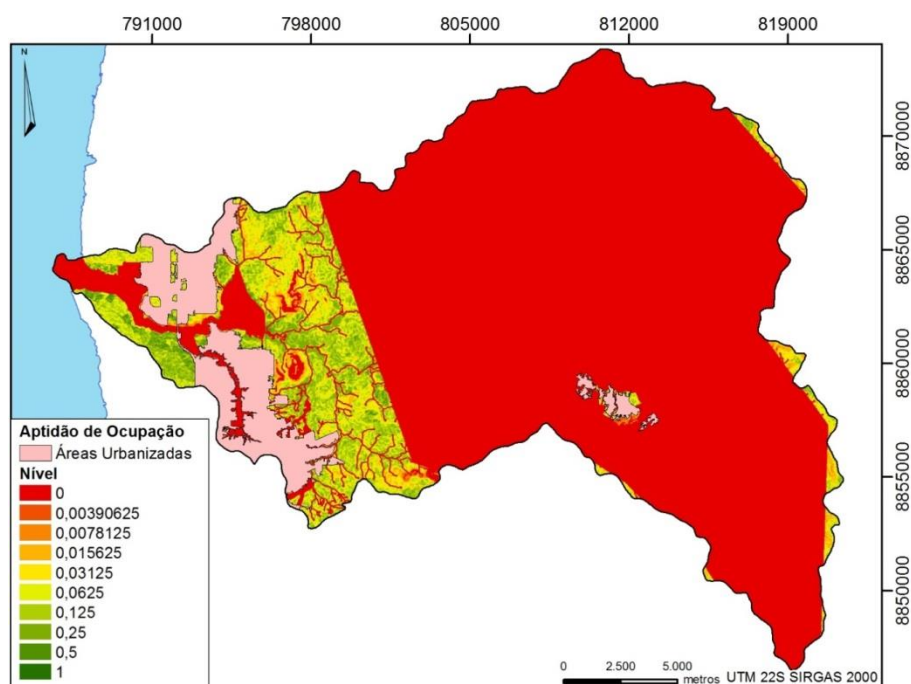 791000 798000 805000 812000 819000
N
8870000
8865000
8860000
8855000
8850000
Aptidão de Ocupação
Áreas Urbanizadas
Nível
0
0,00390625
0,0078125
0,015625
0,03125
0,0625
0,125
0,25
0,5
1
0 2.500 5.000
metros
UTM 22S SIRGAS 2000